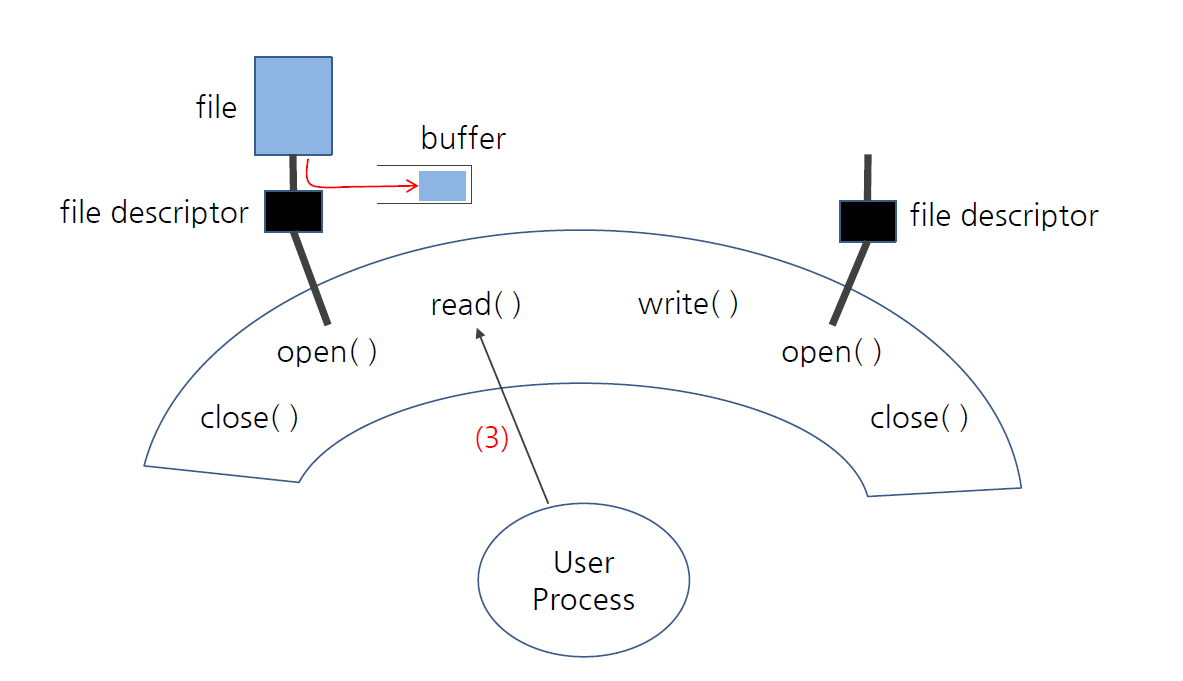 file
buffer
file descriptor
file descriptor
read( )
write( )
open( )
open( )
close( )
close( )
(3)
User
Process